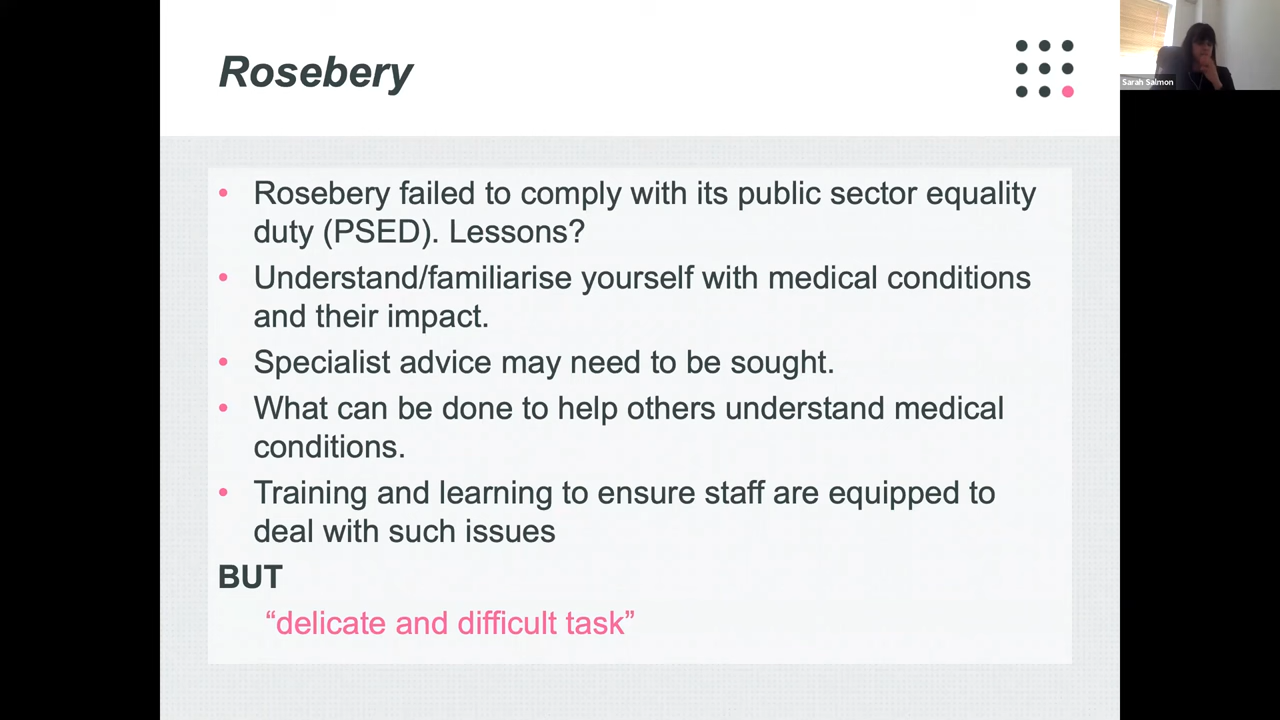 Rosebery
Sarah Salmon
• Rosebery failed to comply with its public sector equality
duty (PSED). Lessons?
• Understand/familiarise yourself with medical conditions
and their impact.
• Specialist advice may need to be sought.
• What can be done to help others understand medical
conditions.
• Training and learning to ensure staff are equipped to
deal with such issues
BUT
“delicate and difficult task”